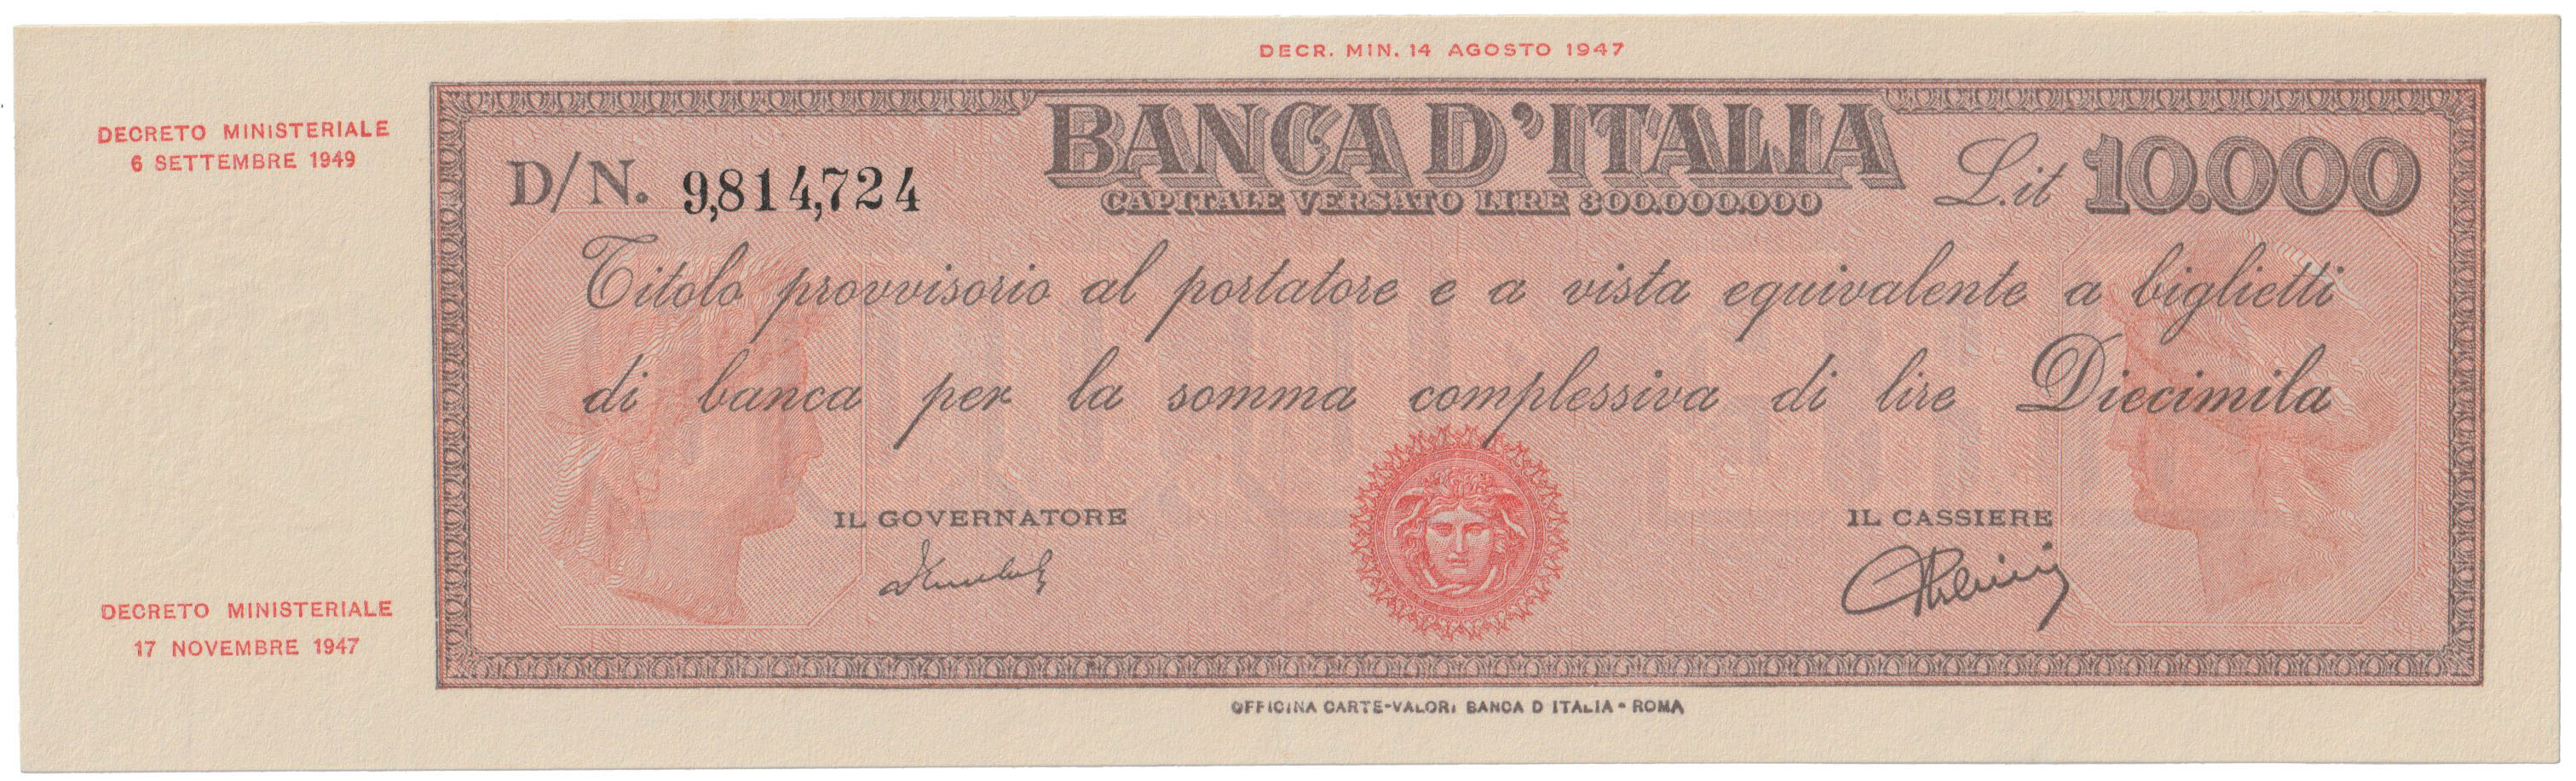 DECR. MIN. 14 AGOSTO 1947
DECRETO MINISTERIALE
6 SETTEMBRE 1949
BANCA D'ITALIA
CAPITALE VERSATO LIRE 300.000.000
D/N. 9,814,724
L.it 10.000
Titolo provvisorio al portatore e a vista equivalente a biglietti
di banca per la somma complessiva di lire Diecimila
IL GOVERNATORE
IL CASSIERE
DECRETO MINISTERIALE
17 NOVEMBRE 1947
OFFICINA CARTE-VALORI BANCA D ITALIA - ROMA